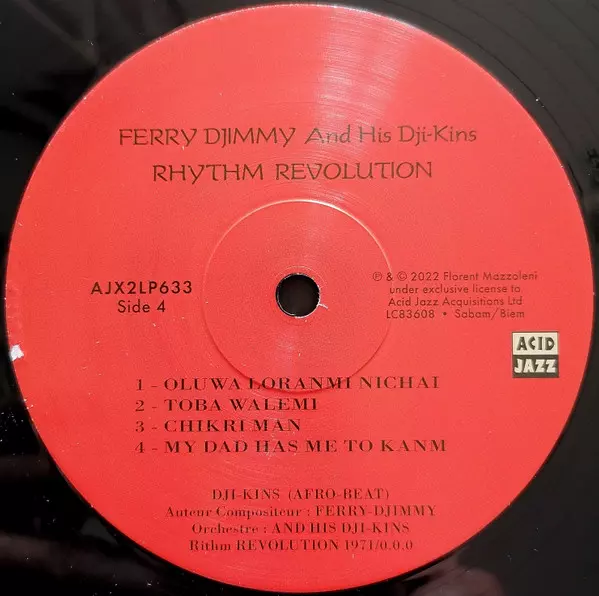 FERRY DJIMMY And His Dji-Kins
RHYTHM REVOLUTION
AJX2LP633
Side 4
℗ & © 2022 Florent Mazzoleni
under exclusive license to
Acid Jazz Acquisitions Ltd
LC83608 • Sabam/Biem
ACID
JAZZ
1 - OLUWA LORANMI NICHAI
2 - TOBA WALEMI
3 - CHIKRI MAN
4 - MY DAD HAS ME TO KANM
DJI-KINS (AFRO-BEAT)
Auteur Compositeur : FERRY-DJIMMY
Orchestre : AND HIS DJI-KINS
Rithm REVOLUTION 1971/0.0.0